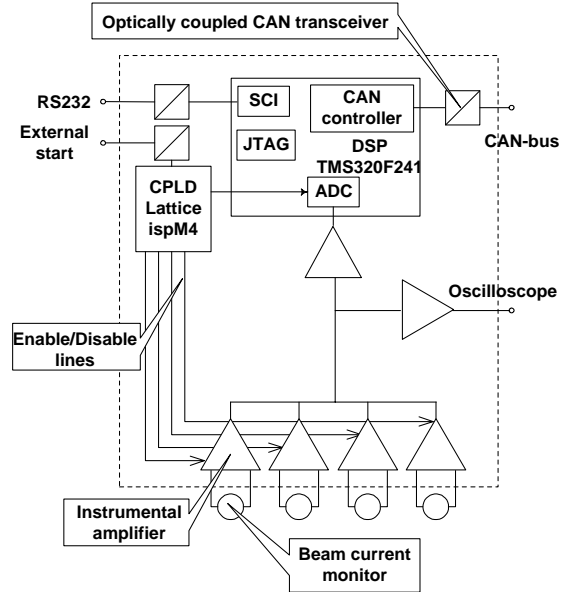 Optically coupled CAN transceiver
RS232
SCI
CAN
controller
External
start
CAN-bus
JTAG
DSP
TMS320F241
CPLD
Lattice
ispM4
ADC
Oscilloscope
Enable/Disable
lines
Instrumental
amplifier
Beam current
monitor